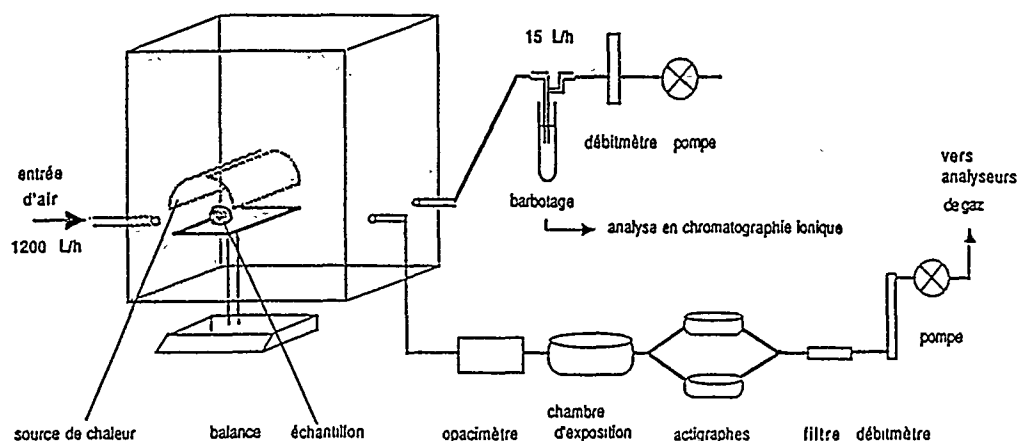 15 L/h
débitmètre pompe
barbotage
analysa en chromatographie ionique
entrée
d'air
1200 L/h
vers
analyseurs
de gaz
pompe
source de chaleur
balance
échantillon
opacimètre
chambre
d'exposition
actigraphes
filtre débitmètre